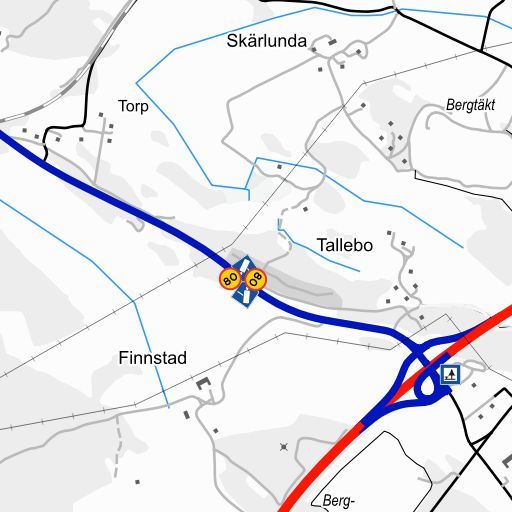 Skärlunda
Torp
Bergtäkt
Tallebo
80
80
Finnstad
Berg-